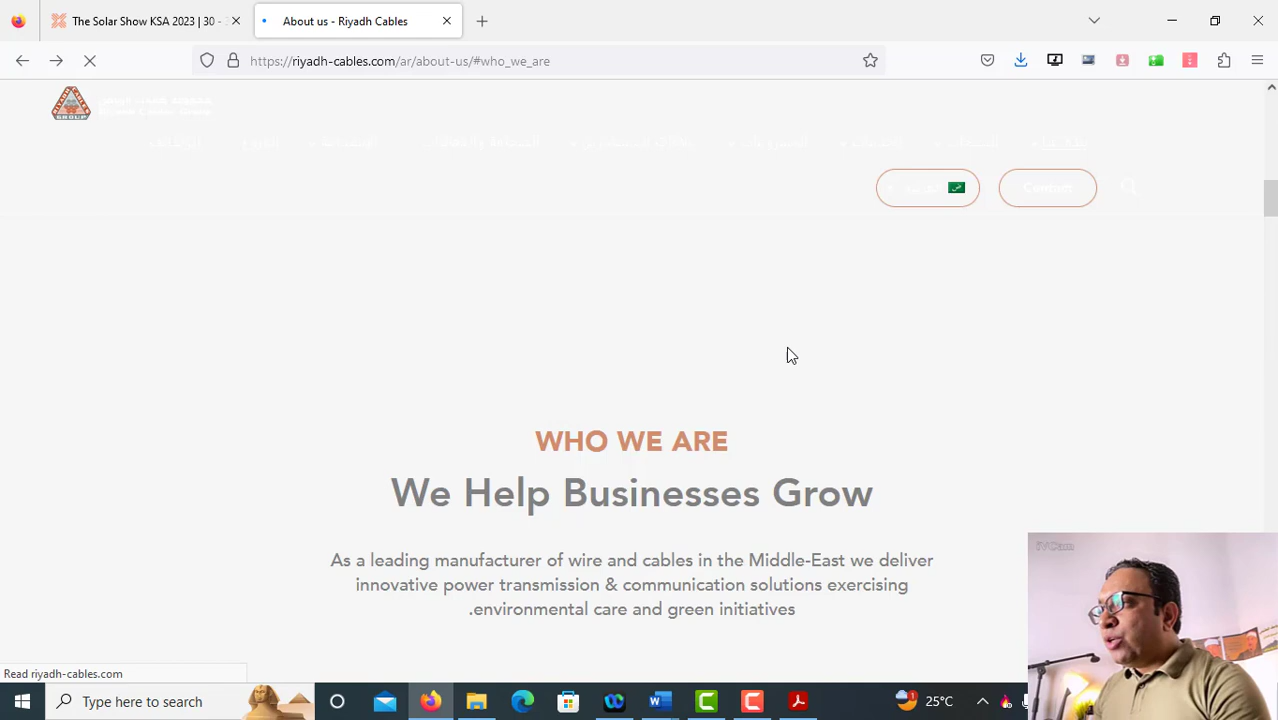 The Solar Show KSA 2023 | 30 -
About us - Riyadh Cables
https://riyadh-cables.com/ar/about-us/#who_we_are
Contact
WHO WE ARE
We Help Businesses Grow
As a leading manufacturer of wire and cables in the Middle-East we deliver
innovative power transmission & communication solutions exercising
.environmental care and green initiatives
iVCam
Read riyadh-cables.com
Type here to search
25°C